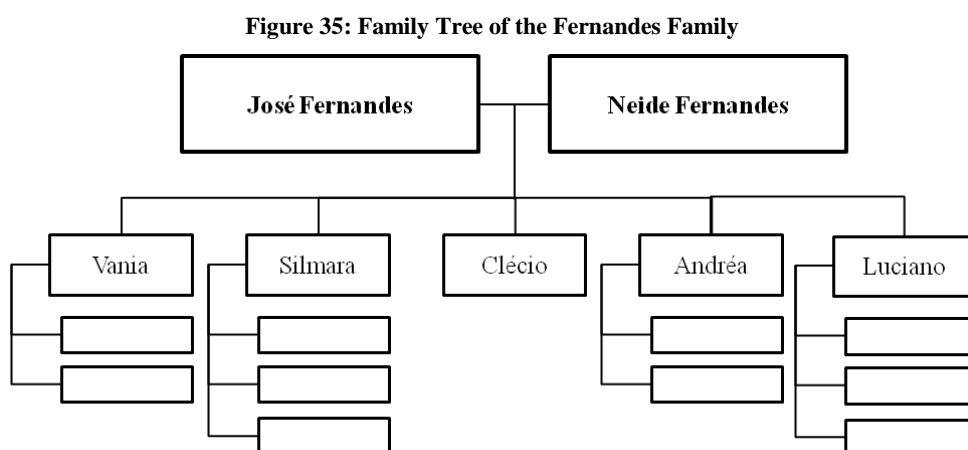 Figure 35: Family Tree of the Fernandes Family
José Fernandes
Neide Fernandes
Vania
Silmara
Clécio
Andréa
Luciano